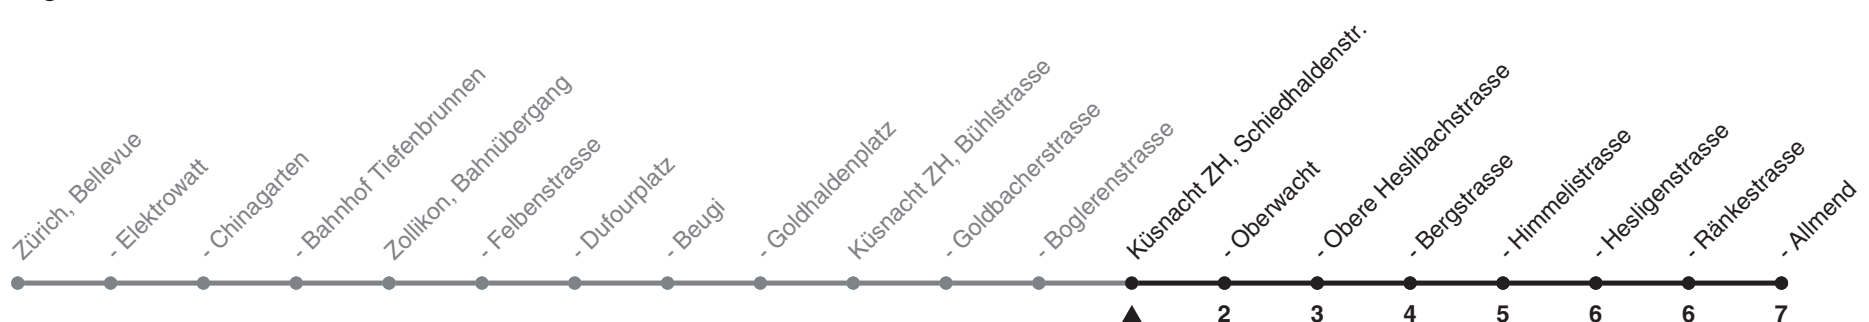 Zürich, Bellevue
- Elektrowatt
- Chinagarten
- Bahnhof Tiefenbrunnen
Zollikon, Bahnübergang
- Felbenstrasse
- Dufourplatz
- Beugi
- Goldhaldenplatz
Küsnacht ZH, Bühlstrasse
- Goldbacherstrasse
- Boglerenstrasse
Küsnacht ZH, Schiedhaldenstr.
- Oberwacht
- Obere Heslibachstrasse
- Bergstrasse
- Himmelistrasse
- Hesligenstrasse
- Ränkestrasse
- Allmend
2 3 4 5 6 6 7